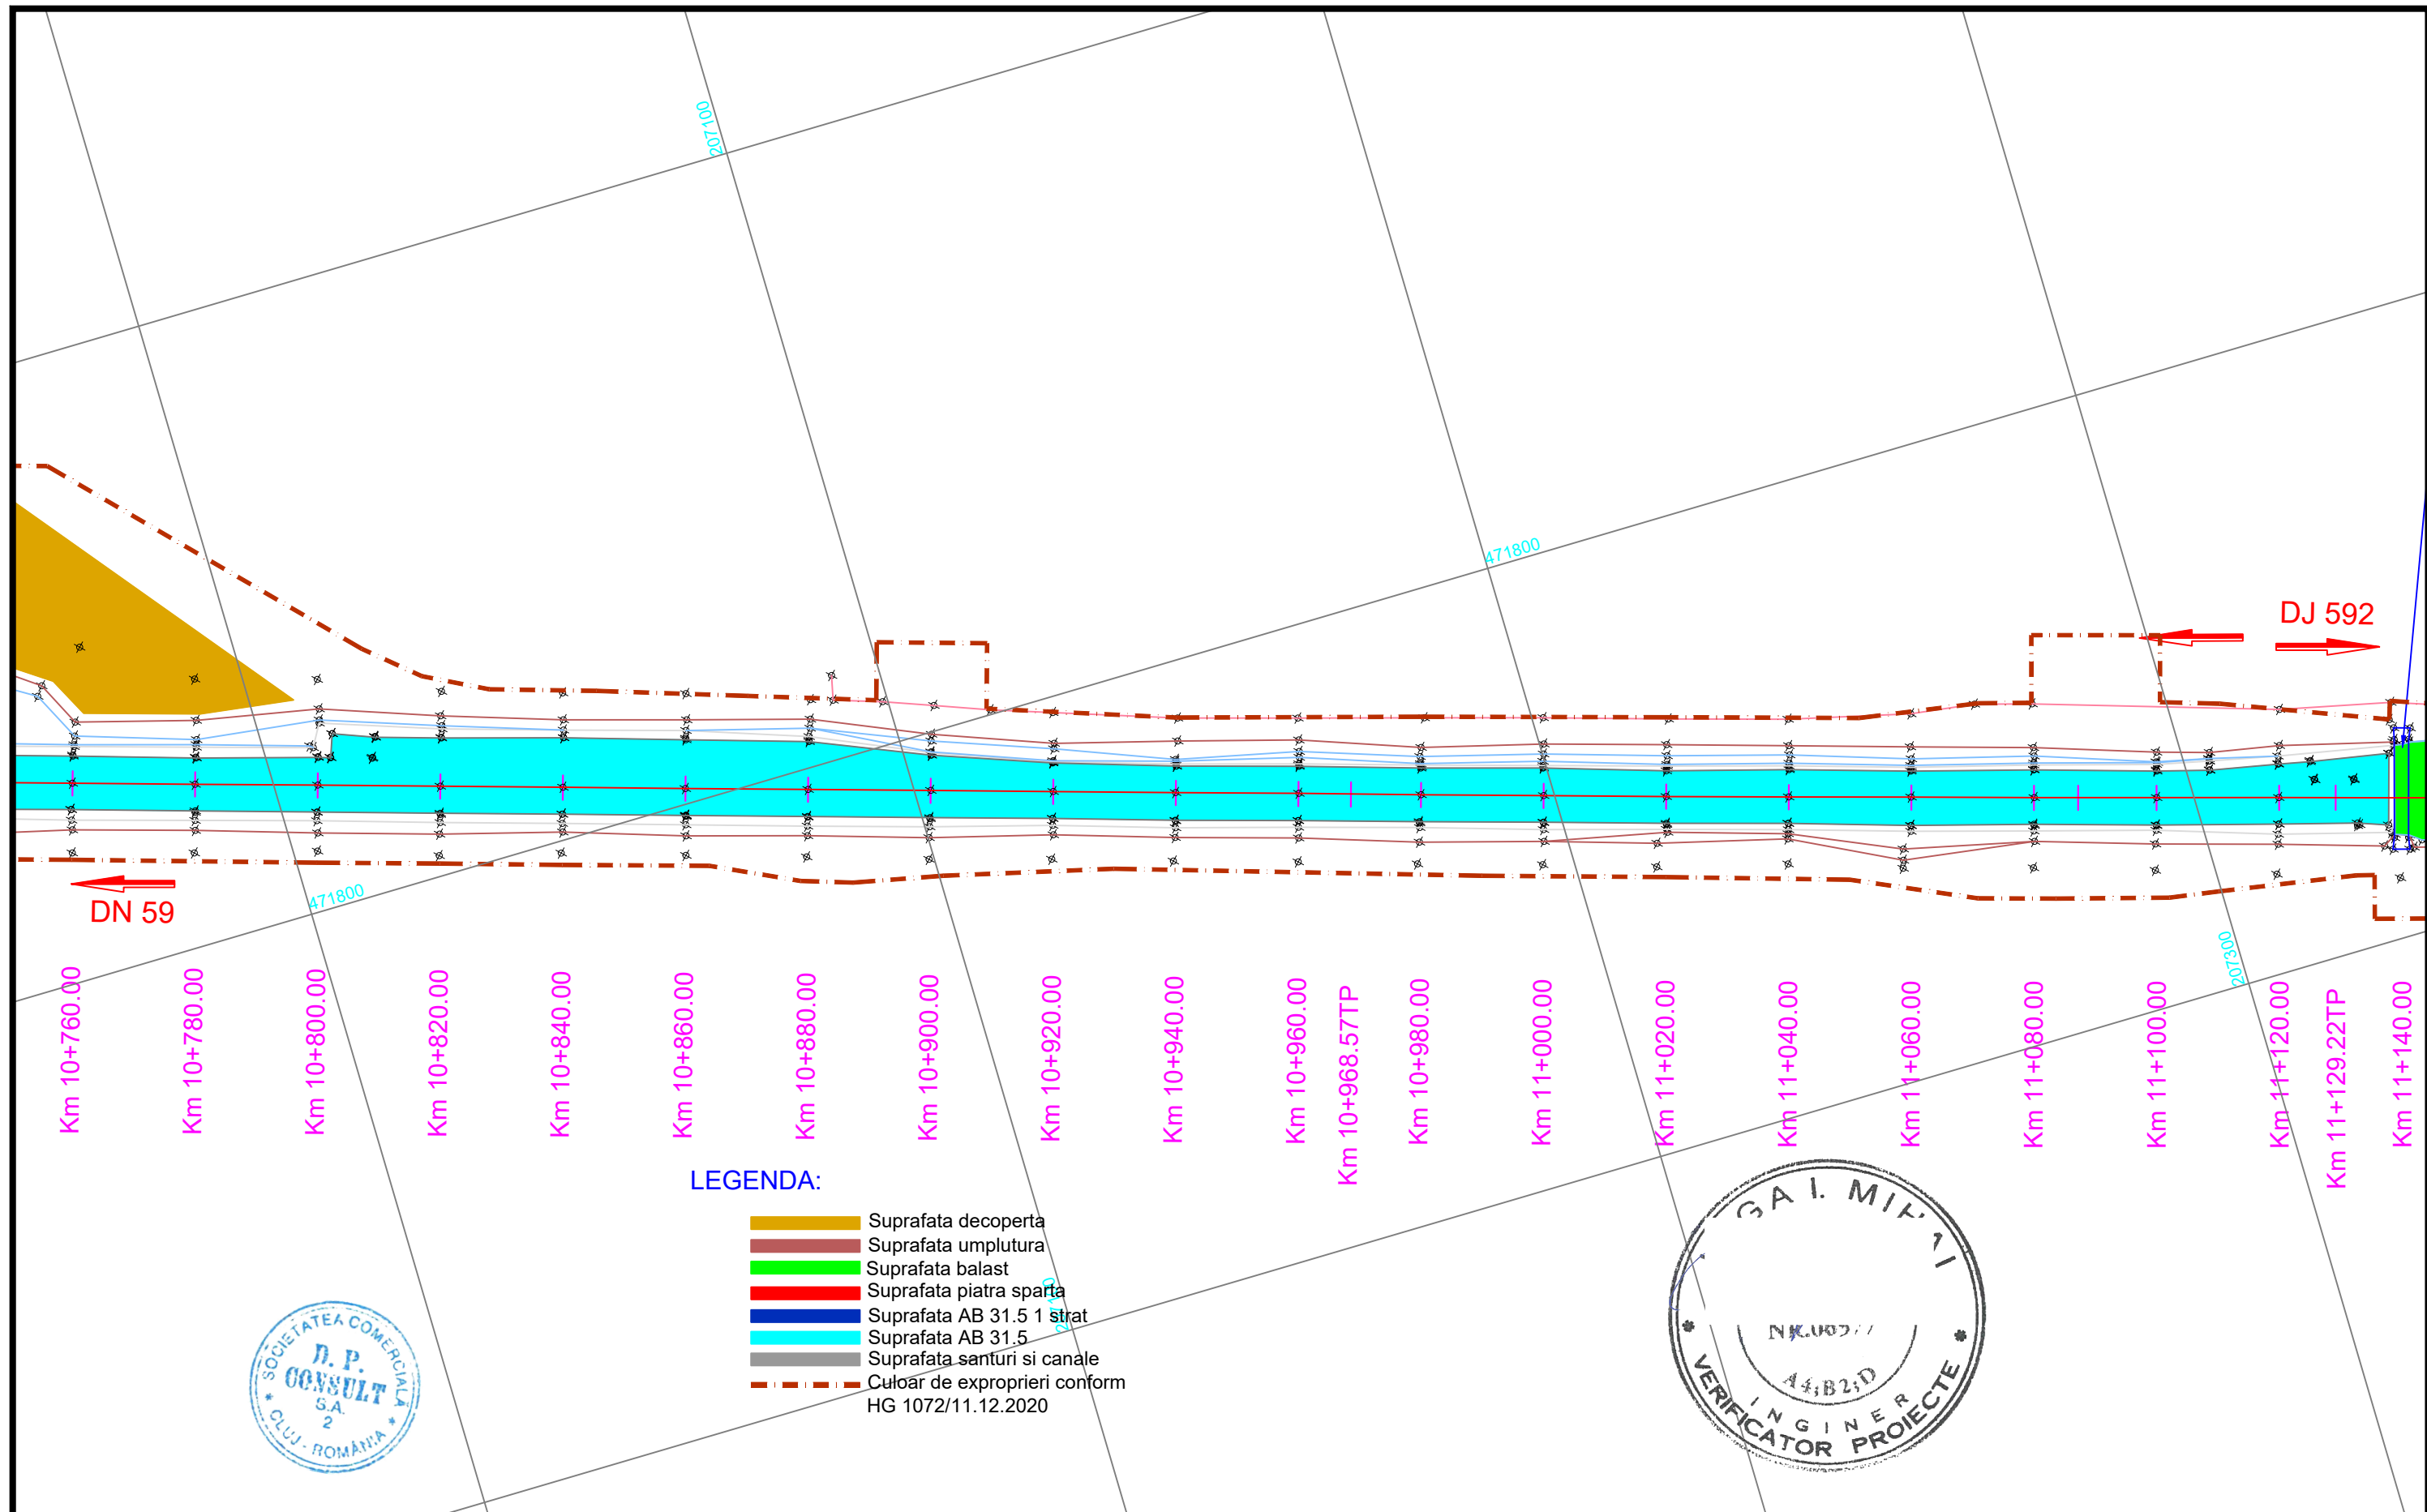 207100
471800
DJ 592
DN 59
471800
207300
Km 10+760.00
Km 10+780.00
Km 10+800.00
Km 10+820.00
Km 10+840.00
Km 10+860.00
Km 10+880.00
Km 10+900.00
Km 10+920.00
Km 10+940.00
Km 10+960.00
Km 10+968.57TP
Km 10+980.00
Km 11+000.00
Km 11+020.00
Km 11+040.00
Km 11+060.00
Km 11+080.00
Km 11+100.00
Km 11+120.00
Km 11+129.22TP
Km 11+140.00
LEGENDA:
Suprafata decoperta
Suprafata umplutura
Suprafata balast
Suprafata piatra sparta
Suprafata AB 31.5 1 strat
Suprafata AB 31.5
Suprafata santuri si canale
Culoar de exproprieri conform
HG 1072/11.12.2020
SOCIETATEA COMERCIALĂ
D. P.
CONSULT
S.A.
2
* CLUJ - ROMÂNIA *
I.
A4;B2;D
INGINER
* VERIFICATOR PROIECTE *